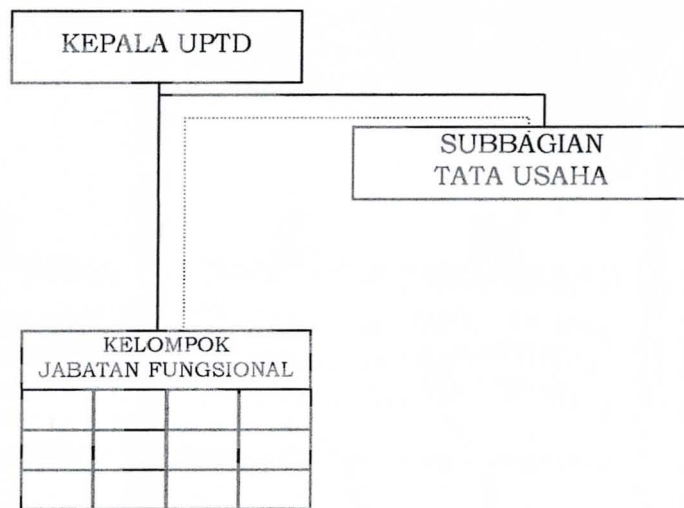 KEPALA UPTD
SUBBAGIAN
TATA USAHA
KELOMPOK
JABATAN FUNGSIONAL